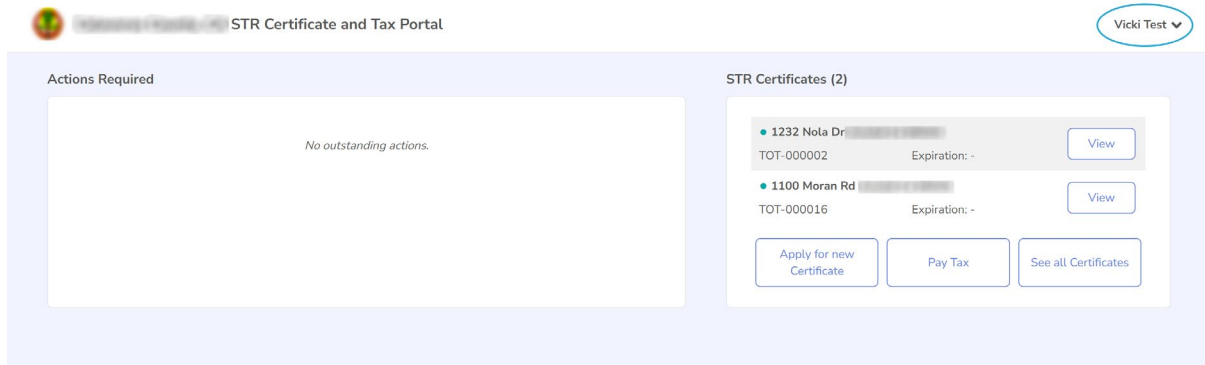 STR Certificate and Tax Portal
Vicki Test
Actions Required
No outstanding actions.
STR Certificates (2)
1232 Nola Dr
View
TOT-000002 Expiration: -
1100 Moran Rd
View
TOT-000016 Expiration: -
Apply for new
Certificate
Pay Tax
See all Certificates